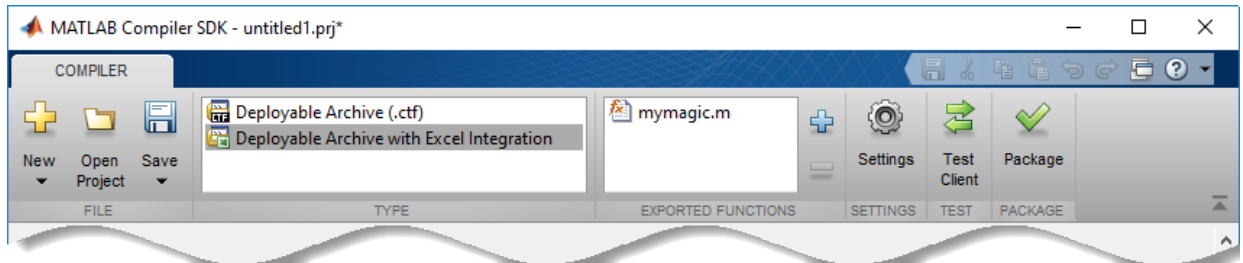 MATLAB Compiler SDK - untitled1.prj*
COMPILER
New
Open Project
Save
Deployable Archive (.ctf)
Deployable Archive with Excel Integration
mymagic.m
Settings
Test Client
Package
FILE
TYPE
EXPORTED FUNCTIONS
SETTINGS
TEST
PACKAGE